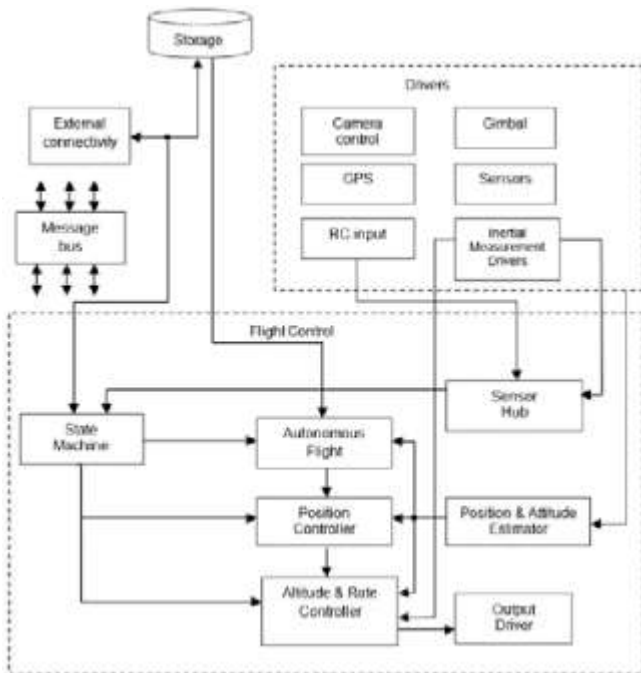 Storage
Drivers
External
connectivity
Camera
control
Gimbal
GPS
Sensors
Message
bus
RC input
Inertial
Measurement
Drivers
Flight Control
Sensor
Hub
State
Machine
Autonomous
Flight
Position
Controller
Position & Attitude
Estimator
Altitude & Rate
Controller
Output
Driver